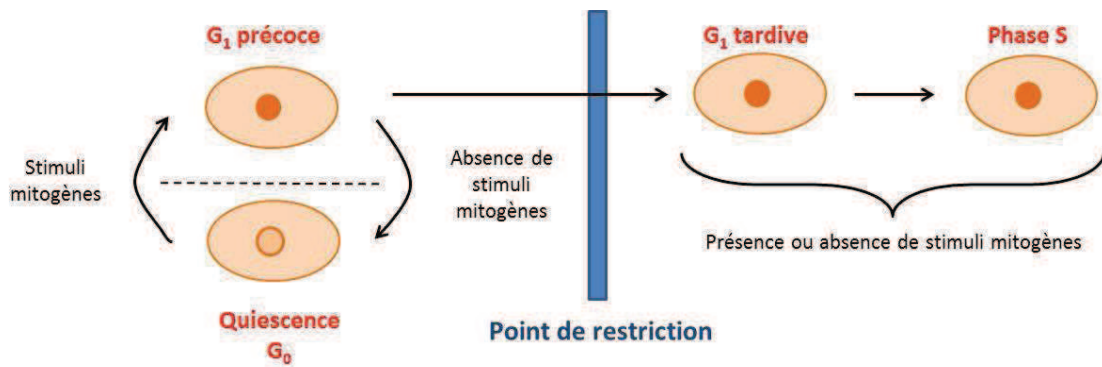 G₁ précoce
G₁ tardive
Phase S
Stimuli
mitogènes
Absence de
stimuli
mitogènes
Présence ou absence de stimuli mitogènes
Quiescence
G₀
Point de restriction